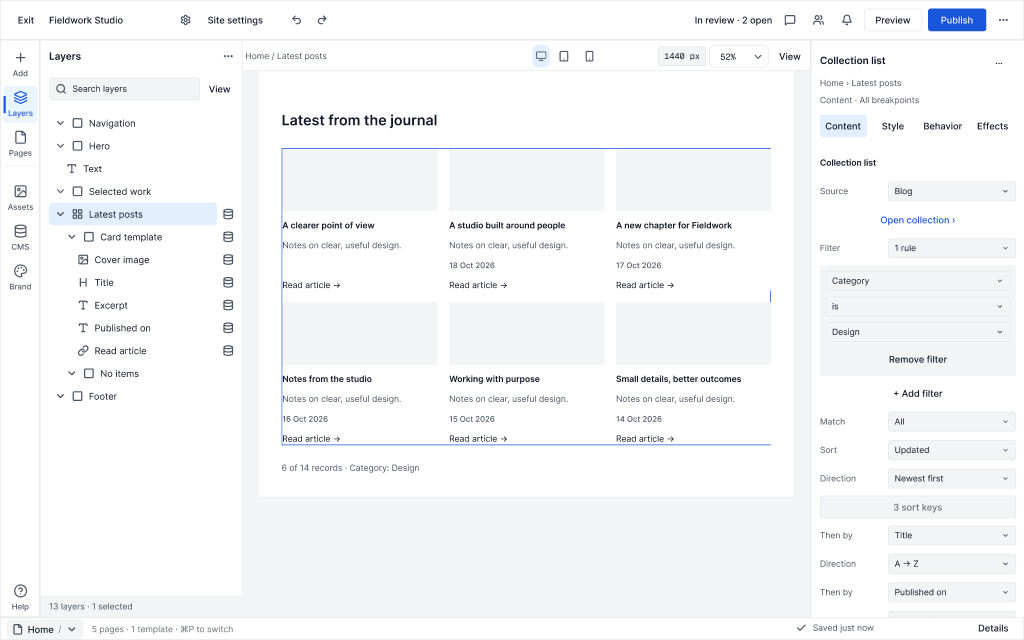 Exit
Fieldwork Studio
Site settings
In review · 2 open
Preview
Publish
Add
Layers
Pages
Assets
CMS
Brand
Help
Layers
Search layers
View
Navigation
Hero
Text
Selected work
Latest posts
Card template
Cover image
Title
Excerpt
Published on
Read article
No items
Footer
13 layers · 1 selected
Home / Latest posts
1440 px
52%
View
Latest from the journal
A clearer point of view
Notes on clear, useful design.
Read article →
A studio built around people
Notes on clear, useful design.
18 Oct 2026
Read article →
A new chapter for Fieldwork
Notes on clear, useful design.
17 Oct 2026
Read article →
Notes from the studio
Notes on clear, useful design.
16 Oct 2026
Read article →
Working with purpose
Notes on clear, useful design.
15 Oct 2026
Read article →
Small details, better outcomes
Notes on clear, useful design.
14 Oct 2026
Read article →
6 of 14 records · Category: Design
Collection list
Home › Latest posts
Content · All breakpoints
Content
Style
Behavior
Effects
Collection list
Source
Blog
Open collection ›
Filter
1 rule
Category
is
Design
Remove filter
+ Add filter
Match
All
Sort
Updated
Direction
Newest first
3 sort keys
Then by
Title
Direction
A → Z
Then by
Published on
Home /
5 pages · 1 template · ⌘P to switch
Saved just now
Details